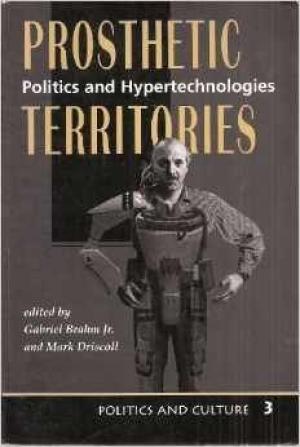 PROSTHETIC
Politics and Hypertechnologies
TERRITORIES
edited by
Gabriel Brahm Jr.
and Mark Driscoll
POLITICS AND CULTURE 3